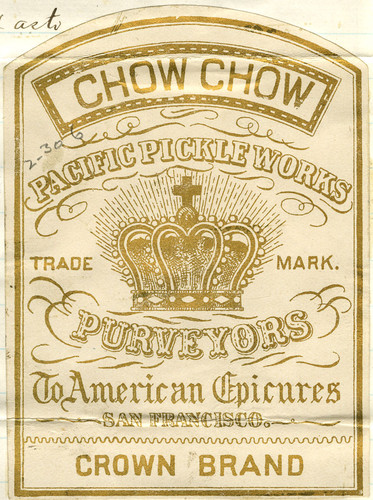 CHOW CHOW
PACIFIC PICKLE WORKS
TRADE MARK.
PURVEYORS
To American Epicures
SAN FRANCISCO.
CROWN BRAND